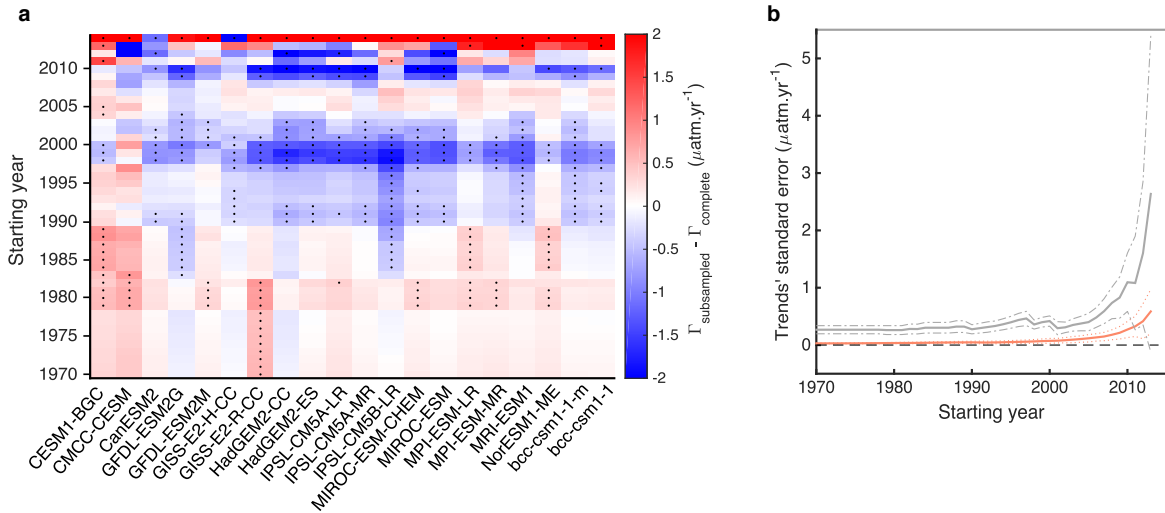 a
b
Starting year
2010
2005
2000
1995
1990
1985
1980
1975
1970
CESM1-BGC
CMCC-CESM
CanESM2
GFDL-ESM2G
GFDL-ESM2M
GISS-E2-H-CC
GISS-E2-R-CC
HadGEM2-CC
HadGEM2-ES
IPSL-CM5A-LR
IPSL-CM5A-MR
IPSL-CM5B-LR
MIROC-ESM-CHEM
MIROC-ESM
MPI-ESM-LR
MPI-ESM-MR
MRI-ESM1
NorESM1-ME
bcc-csm1-1-m
bcc-csm1-1
2
1.5
1
0.5
0
-0.5
-1
-1.5
-2
Γsubsampled - Γcomplete (μatm.yr-1)
Trends' standard error (μatm.yr-1)
5
4
3
2
1
0
1970
1980
1990
2000
2010
Starting year